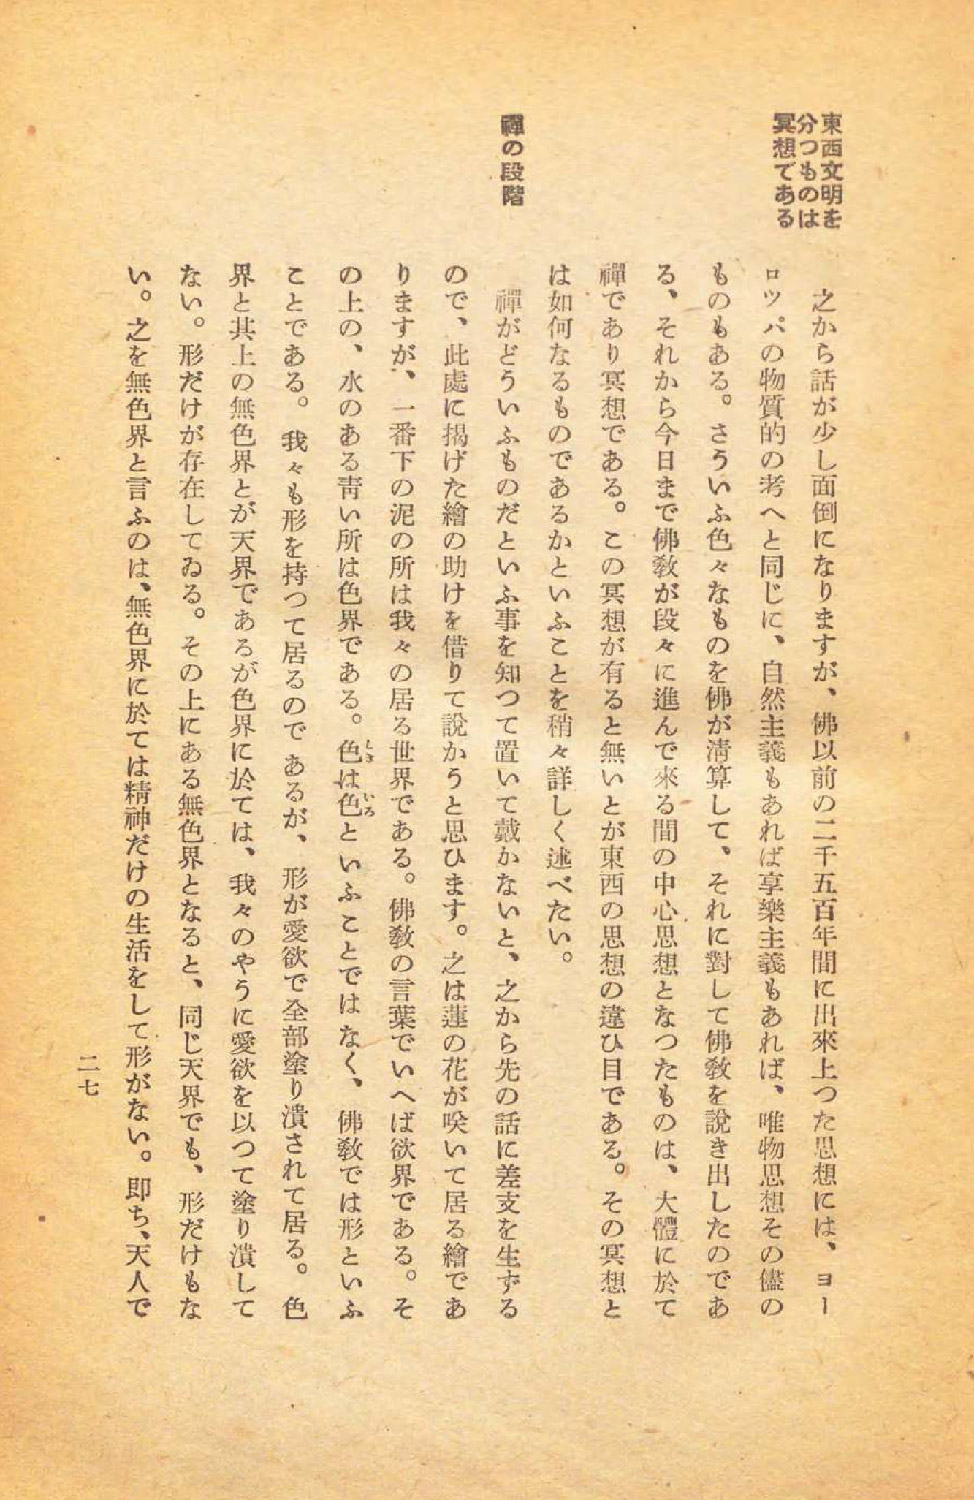 東西文明を
分つものは
冥想である
之から話が少し面倒になりますが、佛以前の二千五百年間に出來上つた思想には、ヨー
ロツパの物質的の考へと同じに、自然主義もあれば享樂主義もあれば、唯物思想その儘の
ものもある。さういふ色々なものを佛が淸算して、それに對して佛敎を說き出したのであ
る、それから今日まで佛敎が段々に進んで來る間の中心思想となつたものは、大體に於て
禪であり冥想である。この冥想が有ると無いとが東西の思想の違ひ目である。その冥想と
は如何なるものであるかといふことを稍々詳しく述べたい。
禪の段階
禪がどういふものだといふ事を知つて置いて戴かないと、之から先の話に差支を生ずる
ので、此處に揭げた繪の助けを借りて說かうと思ひます。之は蓮の花が咲いて居る繪であ
りますが、一番下の泥の所は我々の居る世界である。佛敎の言葉でいへば欲界である。そ
の上の、水のある靑い所は色界である。色しきは色いろといふことではなく、佛敎では形といふ
ことである。我々も形を持つて居るのであるが、形が愛欲で全部塗り潰されて居る。色
界と其上の無色界とが天界であるが色界に於ては、我々のやうに愛欲を以つて塗り潰して
ない。形だけが存在してゐる。その上にある無色界となると、同じ天界でも、形だけもな
い。之を無色界と言ふのは、無色界に於ては精神だけの生活をして形がない。即ち、天人で
二七